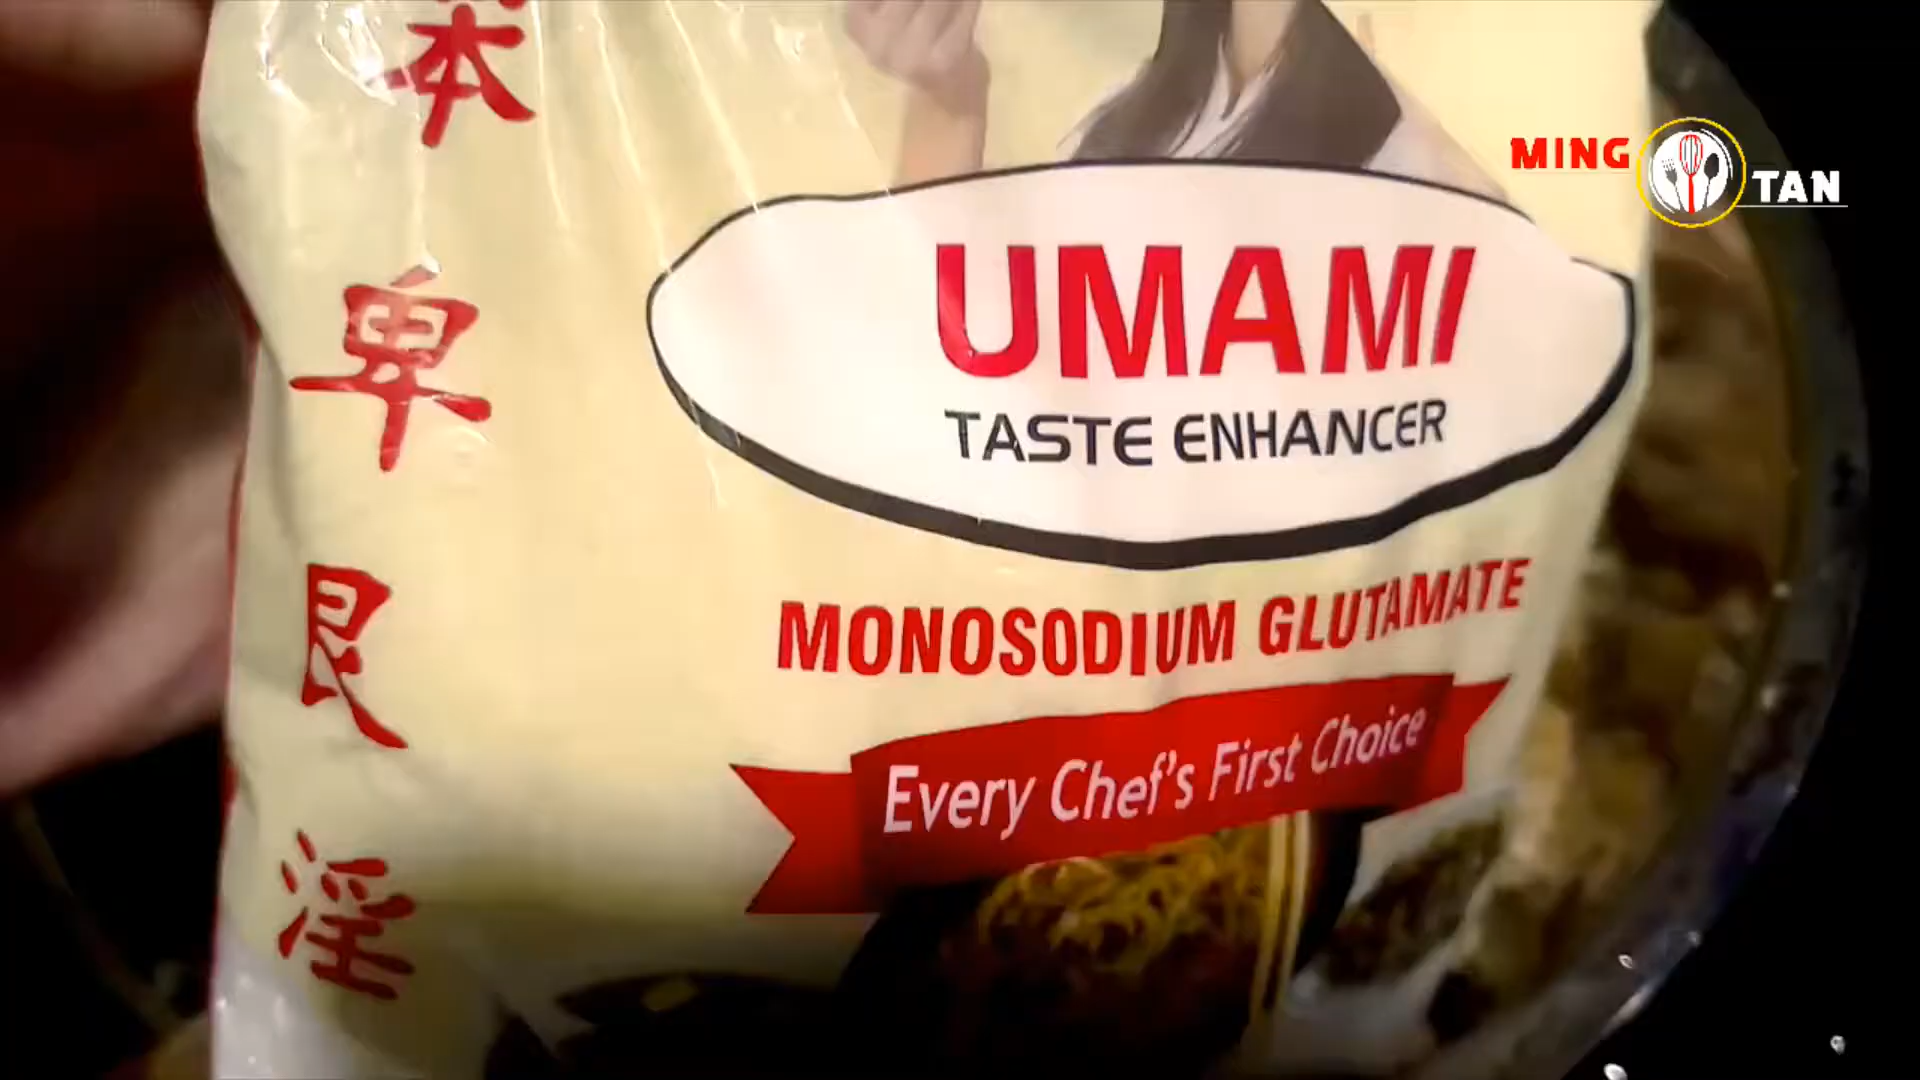 本
卑
艮
淫
MING TAN
UMAMI
TASTE ENHANCER
MONOSODIUM GLUTAMATE
Every Chef's First Choice